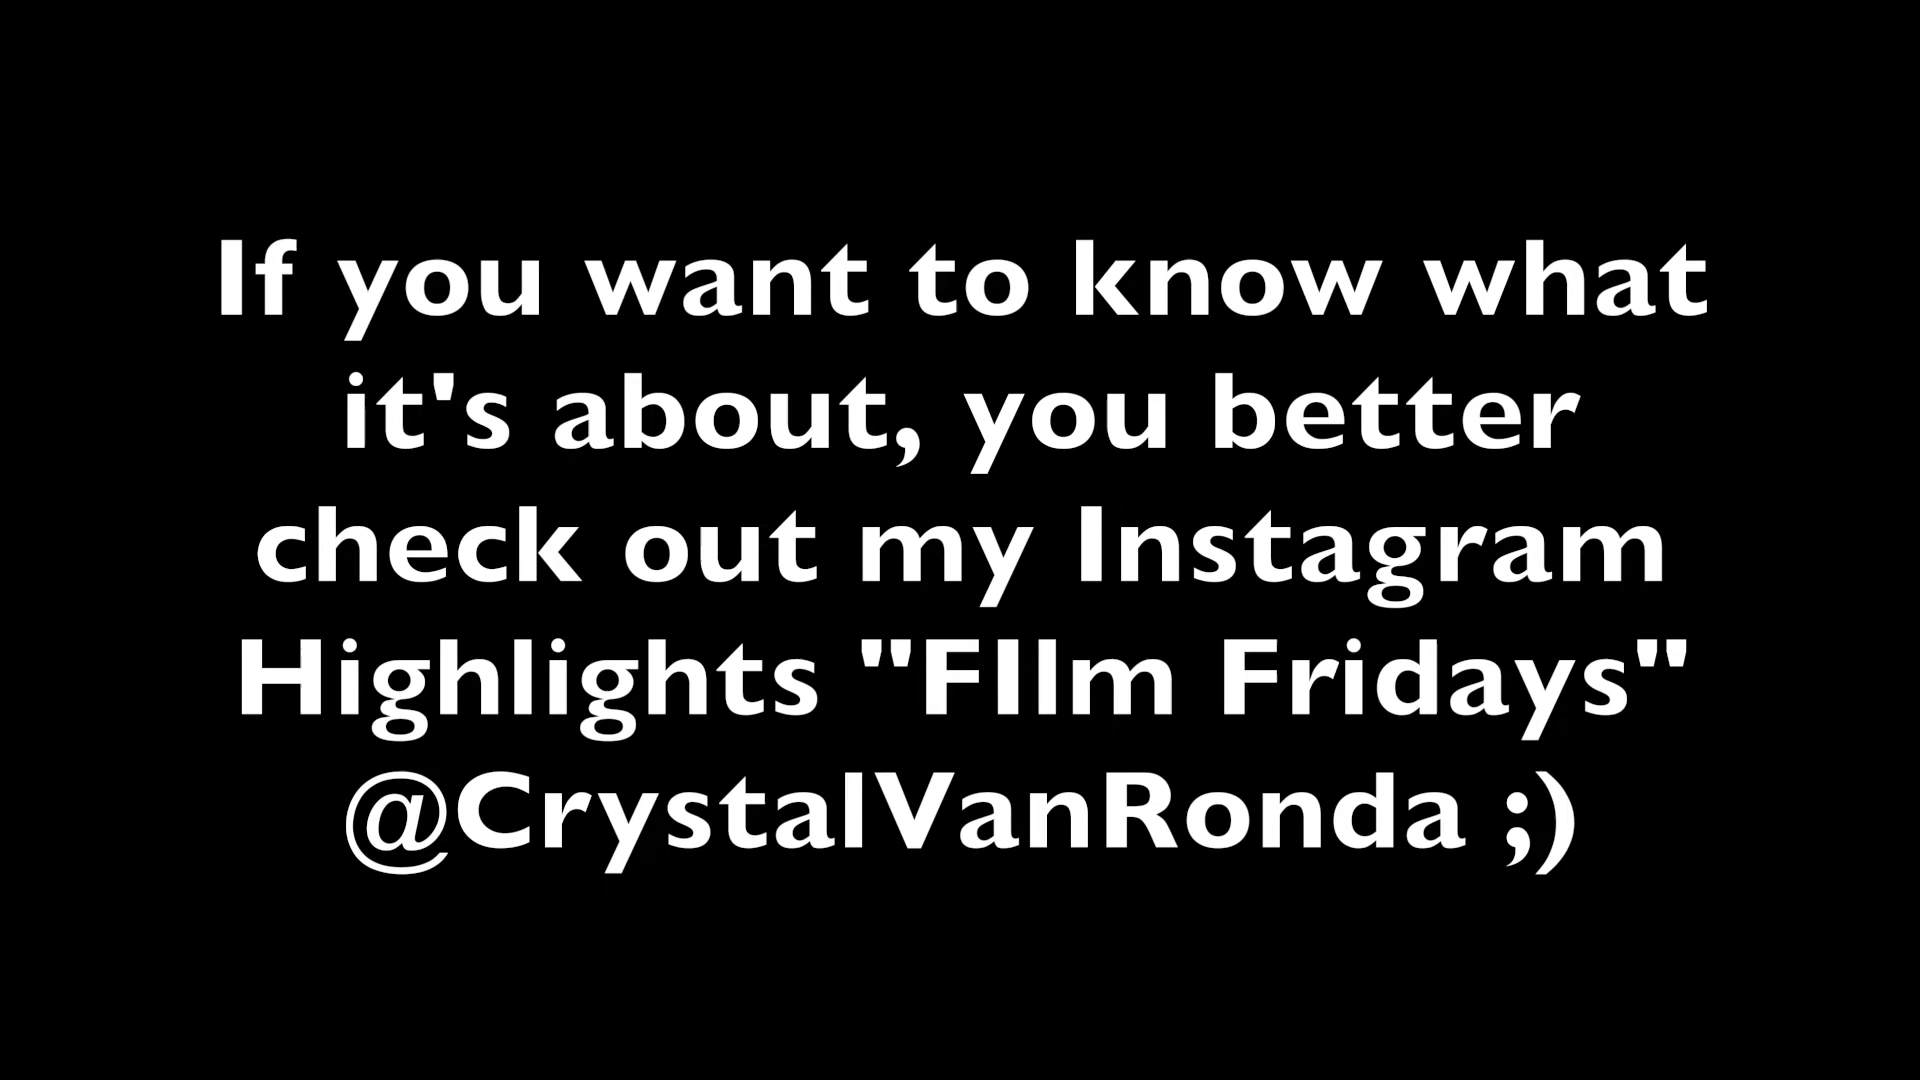 If you want to know what
it's about, you better
check out my Instagram
Highlights "FIlm Fridays"
@CrystalVanRonda ;)